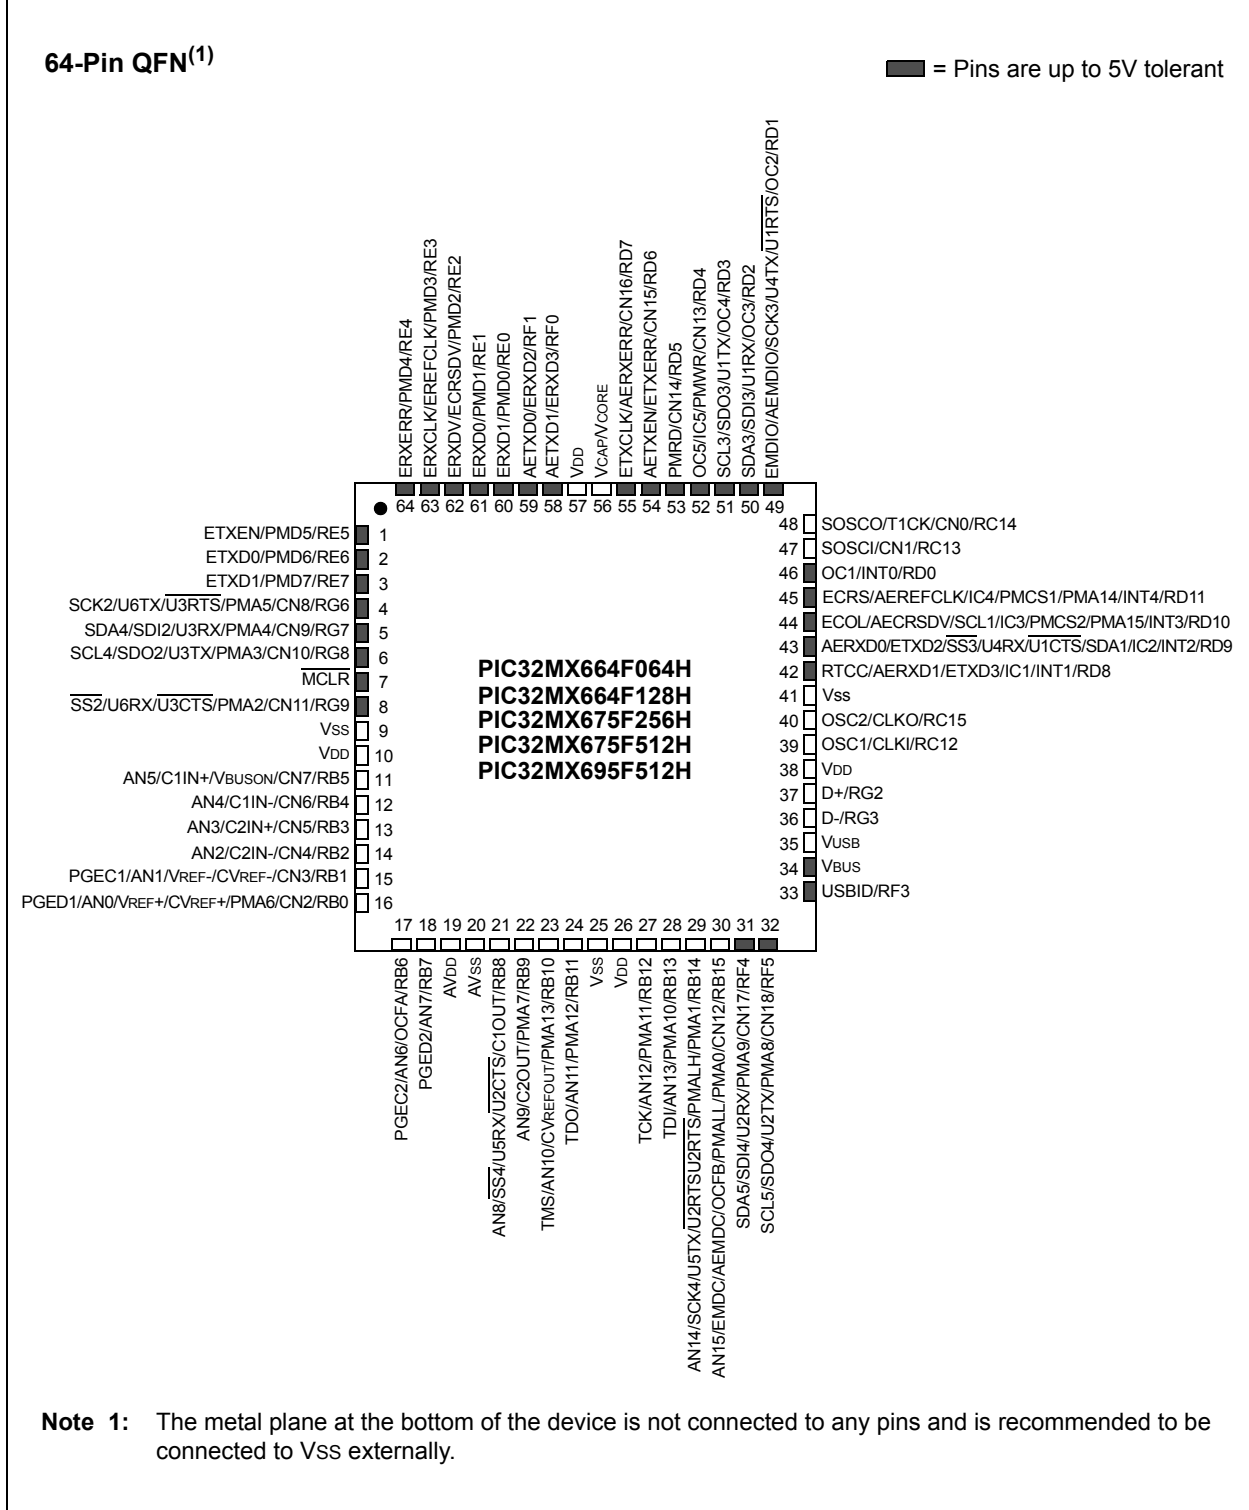 64-Pin QFN(1)
= Pins are up to 5V tolerant
ERXERR/PMD4/RE4
ERXCLK/EREFCLK/PMD3/RE3
ERXDV/ECRSDV/PMD2/RE2
ERXD0/PMD1/RE1
ERXD1/PMD0/RE0
AETXD0/ERXD2/RF1
AETXD1/ERXD3/RF0
VDD
VCAP/VCORE
ETXCLK/AERXERR/CN16/RD7
AETXEN/ETXERR/CN15/RD6
PMRD/CN14/RD5
OC5/IC5/PMWR/CN13/RD4
SCL3/SDO3/U1TX/OC4/RD3
SDA3/SDI3/U1RX/OC3/RD2
EMDIO/AEMDIO/SCK3/U4TX/U1RTS/OC2/RD1
64 63 62 61 60 59 58 57 56 55 54 53 52 51 50 49
ETXEN/PMD5/RE5 1
ETXD0/PMD6/RE6 2
ETXD1/PMD7/RE7 3
SCK2/U6TX/U3RTS/PMA5/CN8/RG6 4
SDA4/SDI2/U3RX/PMA4/CN9/RG7 5
SCL4/SDO2/U3TX/PMA3/CN10/RG8 6
MCLR 7
SS2/U6RX/U3CTS/PMA2/CN11/RG9 8
VSS 9
VDD 10
AN5/C1IN+/VBUSON/CN7/RB5 11
AN4/C1IN-/CN6/RB4 12
AN3/C2IN+/CN5/RB3 13
AN2/C2IN-/CN4/RB2 14
PGEC1/AN1/VREF-/CVREF-/CN3/RB1 15
PGED1/AN0/VREF+/CVREF+/PMA6/CN2/RB0 16
PIC32MX664F064H
PIC32MX664F128H
PIC32MX675F256H
PIC32MX675F512H
PIC32MX695F512H
48 SOSCO/T1CK/CN0/RC14
47 SOSCI/CN1/RC13
46 OC1/INT0/RD0
45 ECRS/AEREFCLK/IC4/PMCS1/PMA14/INT4/RD11
44 ECOL/AECRSDV/SCL1/IC3/PMCS2/PMA15/INT3/RD10
43 AERXD0/ETXD2/SS3/U4RX/U1CTS/SDA1/IC2/INT2/RD9
42 RTCC/AERXD1/ETXD3/IC1/INT1/RD8
41 Vss
40 OSC2/CLKO/RC15
39 OSC1/CLKI/RC12
38 VDD
37 D+/RG2
36 D-/RG3
35 VUSB
34 VBUS
33 USBID/RF3
17 18 19 20 21 22 23 24 25 26 27 28 29 30 31 32
PGEC2/AN6/OCFA/RB6
PGED2/AN7/RB7
AVDD
AVSS
AN8/SS4/U5RX/U2CTS/C1OUT/RB8
AN9/C2OUT/PMA7/RB9
TMS/AN10/CVREFOUT/PMA13/RB10
TDO/AN11/PMA12/RB11
VSS
VDD
TCK/AN12/PMA11/RB12
TDI/AN13/PMA10/RB13
AN14/SCK4/U5TX/U2RTSU2RTS/PMALH/PMA1/RB14
AN15/EMDC/AEMDC/OCFB/PMALL/PMA0/CN12/RB15
SDA5/SDI4/U2RX/PMA9/CN17/RF4
SCL5/SDO4/U2TX/PMA8/CN18/RF5
Note 1: The metal plane at the bottom of the device is not connected to any pins and is recommended to be
connected to VSS externally.